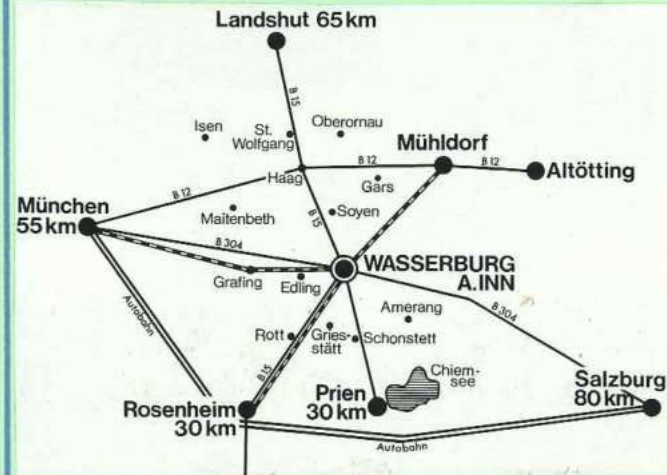 Landshut 65 km
B 15
Isen
St.
Wolfgang
Oberornau
Mühldorf
B 12
B 12
Altötting
Haag
Gars
B 12
Maitenbeth
B 15
Soyen
München
55 km
B 304
WASSERBURG
A. INN
Grafing
Edling
Autobahn
Amerang
B 304
Rott
Gries-
stätt
Schonstett
B 15
Chiem-
see
Prien
30 km
Salzburg
80 km
Rosenheim
30 km
Autobahn